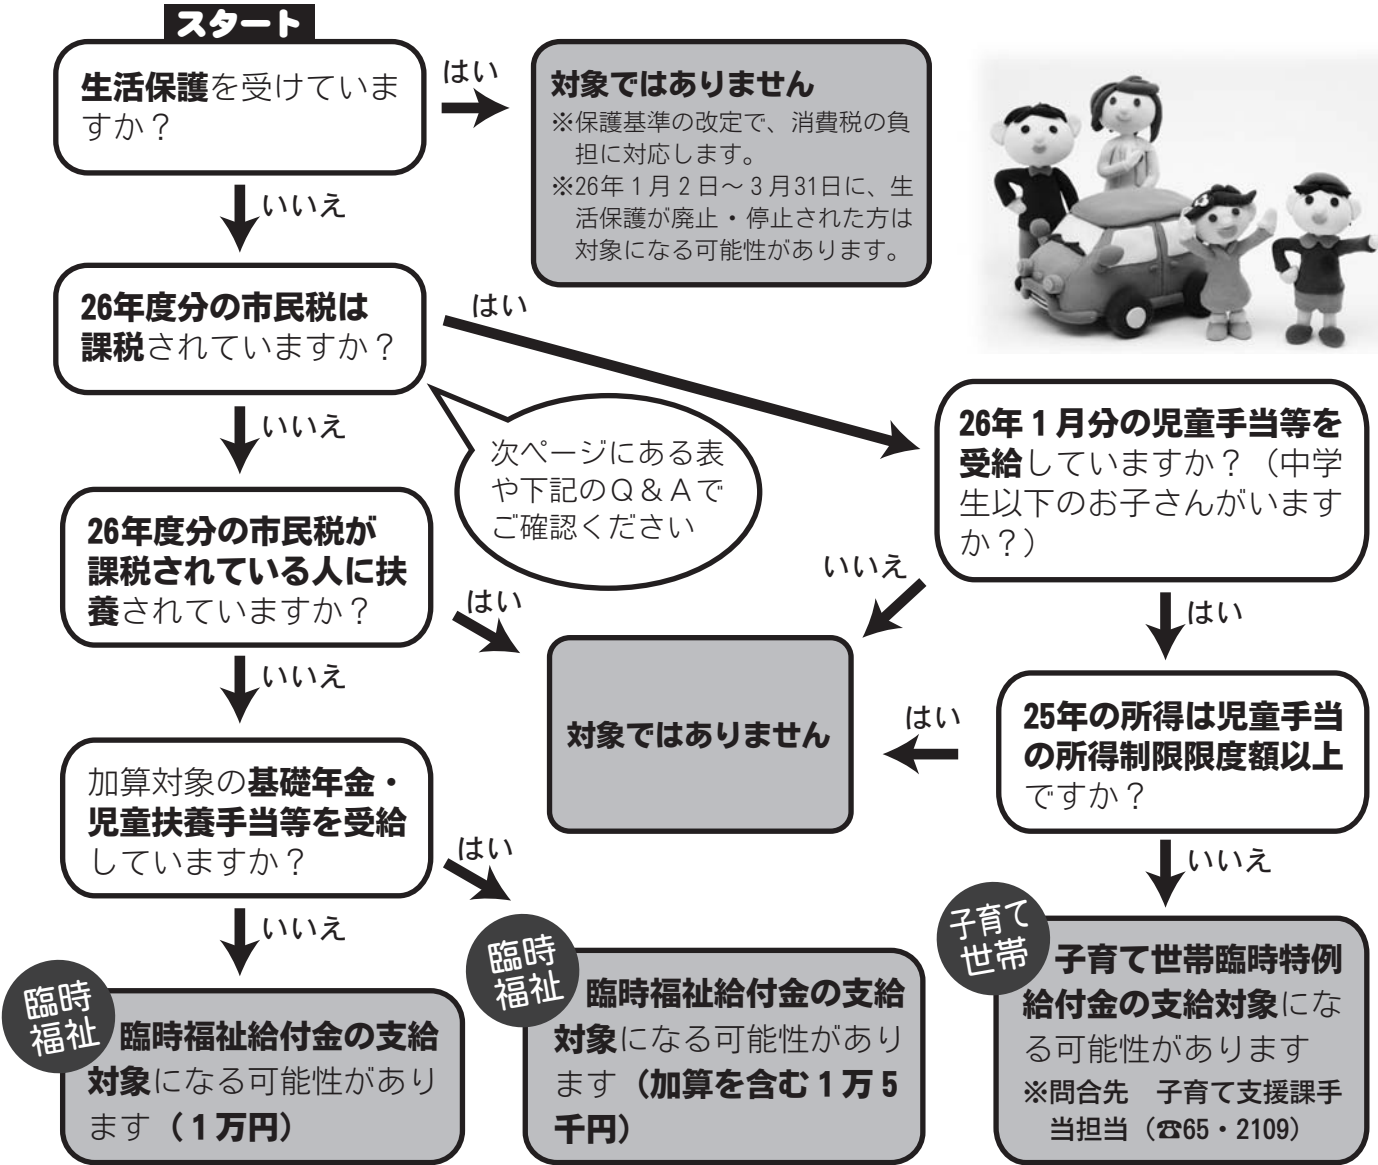 スタート
生活保護を受けていま
すか？
はい
対象ではありません
※保護基準の改定で、消費税の負
担に対応します。
※26年１月２日～３月31日に、生
活保護が廃止・停止された方は
対象になる可能性があります。
いいえ
26年度分の市民税は
課税されていますか？
はい
いいえ
次ページにある表
や下記のＱ＆Ａで
ご確認ください
26年１月分の児童手当等を
受給していますか？（中学
生以下のお子さんがいます
か？）
いいえ
はい
26年度分の市民税が
課税されている人に扶
養されていますか？
はい
いいえ
対象ではありません
はい
25年の所得は児童手当
の所得制限限度額以上
ですか？
いいえ
加算対象の基礎年金・
児童扶養手当等を受給
していますか？
はい
いいえ
臨時
福祉
臨時福祉給付金の支給
対象になる可能性があり
ます（１万円）
臨時
福祉
臨時福祉給付金の支給
対象になる可能性があり
ます（加算を含む１万５
千円）
子育て
世帯
子育て世帯臨時特例
給付金の支給対象にな
る可能性があります
※問合先　子育て支援課手
当担当（☎65・2109）